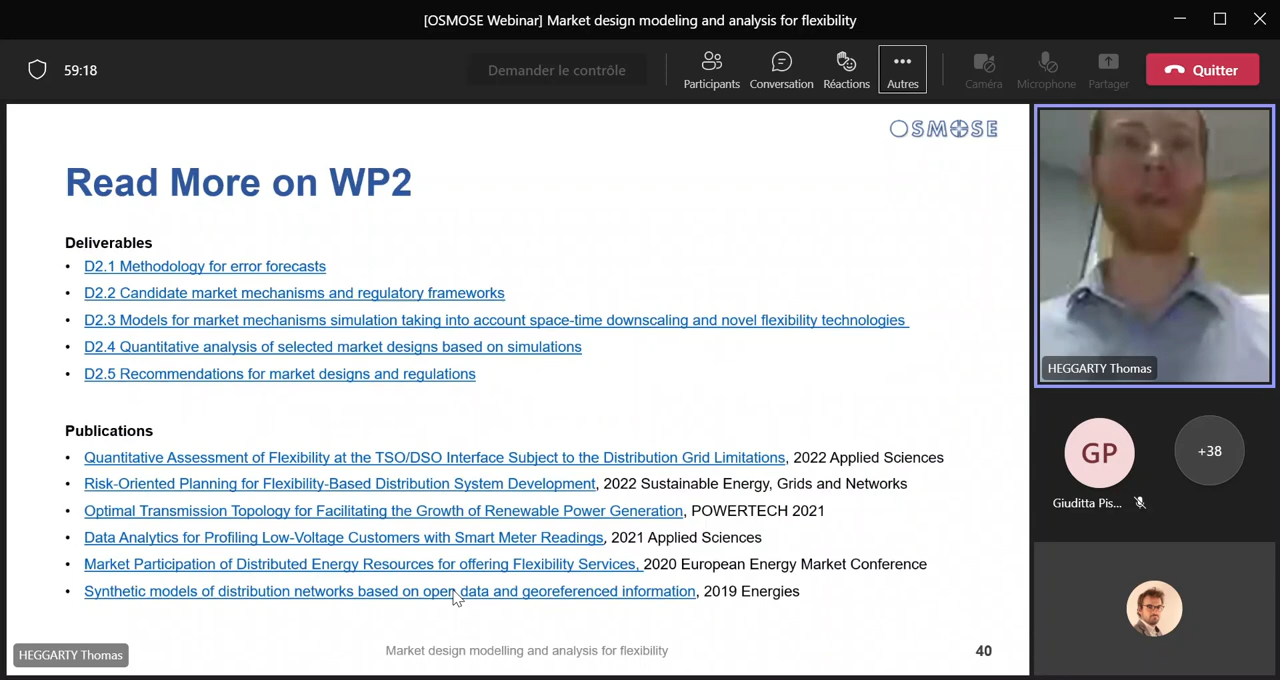 [OSMOSE Webinar] Market design modeling and analysis for flexibility
59:18
Demander le contrôle
Participants
Conversation
Réactions
Autres
Caméra
Microphone
Partager
Quitter
OSMOSE
Read More on WP2
Deliverables
• D2.1 Methodology for error forecasts
• D2.2 Candidate market mechanisms and regulatory frameworks
• D2.3 Models for market mechanisms simulation taking into account space-time downscaling and novel flexibility technologies
• D2.4 Quantitative analysis of selected market designs based on simulations
• D2.5 Recommendations for market designs and regulations
Publications
• Quantitative Assessment of Flexibility at the TSO/DSO Interface Subject to the Distribution Grid Limitations, 2022 Applied Sciences
• Risk-Oriented Planning for Flexibility-Based Distribution System Development, 2022 Sustainable Energy, Grids and Networks
• Optimal Transmission Topology for Facilitating the Growth of Renewable Power Generation, POWERTECH 2021
• Data Analytics for Profiling Low-Voltage Customers with Smart Meter Readings, 2021 Applied Sciences
• Market Participation of Distributed Energy Resources for offering Flexibility Services, 2020 European Energy Market Conference
• Synthetic models of distribution networks based on open data and georeferenced information, 2019 Energies
Market design modelling and analysis for flexibility
40
HEGGARTY Thomas
HEGGARTY Thomas
GP
+38
Giuditta Pis...